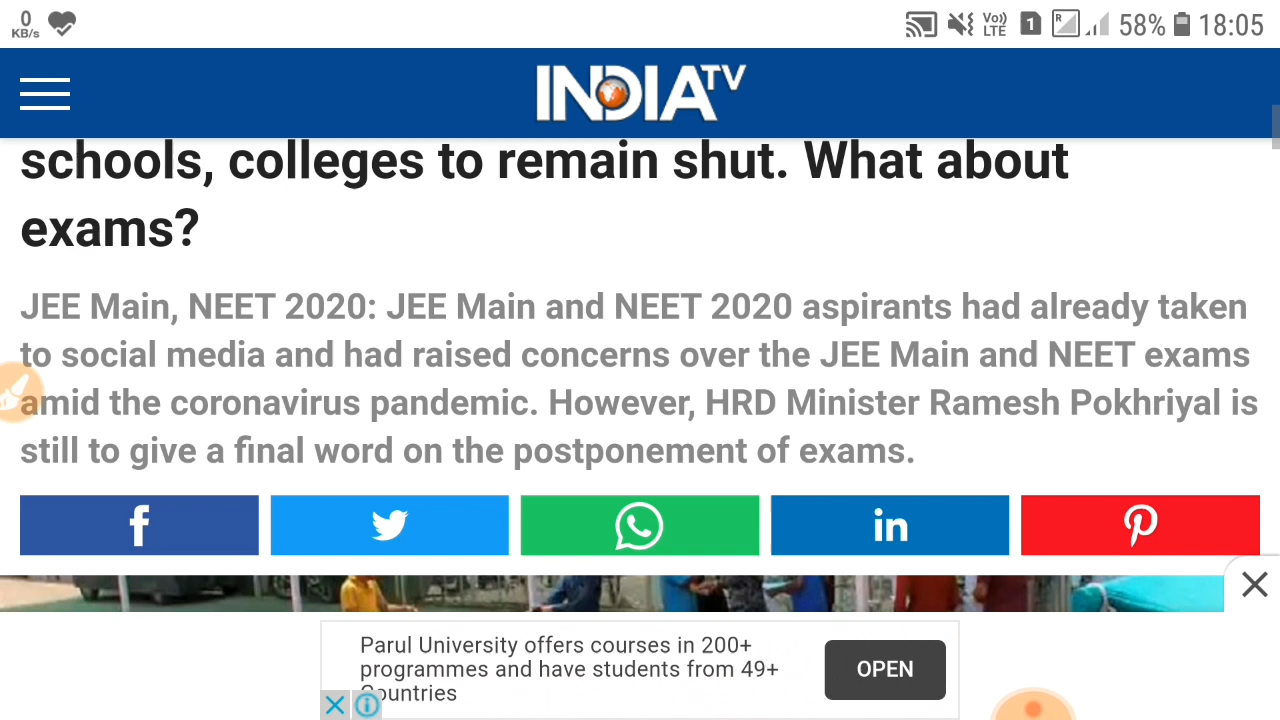 0
KB/s
Vo))
LTE
1
R
58%
18:05
INDIA TV
schools, colleges to remain shut. What about
exams?
JEE Main, NEET 2020: JEE Main and NEET 2020 aspirants had already taken
to social media and had raised concerns over the JEE Main and NEET exams
amid the coronavirus pandemic. However, HRD Minister Ramesh Pokhriyal is
still to give a final word on the postponement of exams.
f
in
Parul University offers courses in 200+
programmes and have students from 49+
Countries
OPEN